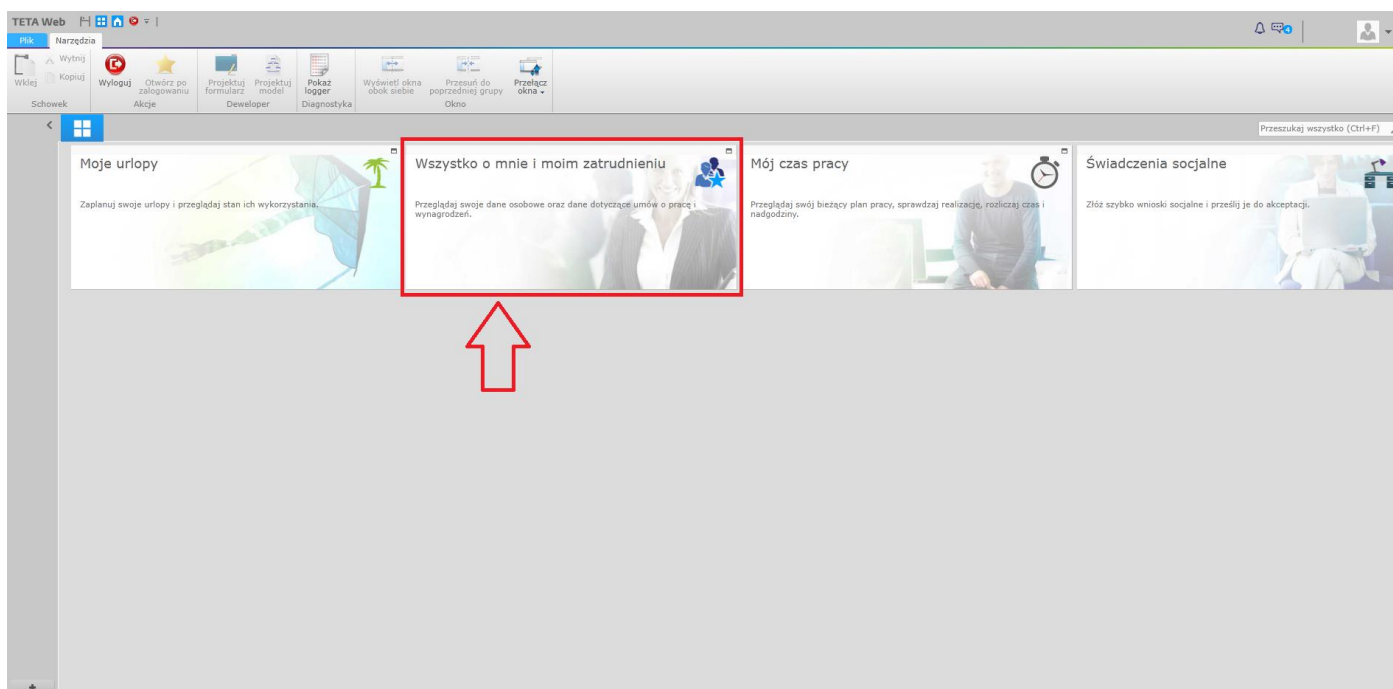 TETA Web
Plik Narzędzia
Wklej
Wytnij
Kopiuj
Wyloguj
Otwórz po
zalogowaniu
Projektuj
formularz
Projektuj
model
Pokaż
logger
Wyświetl okna
obok siebie
Przesuń do
poprzedniej grupy
Przełącz
okna
Schowek Akcje Deweloper Diagnostyka Okno
Przeszukaj wszystko (Ctrl+F)
Moje urlopy
Zaplanuj swoje urlopy i przeglądaj stan ich wykorzystania.
Wszystko o mnie i moim zatrudnieniu
Przeglądaj swoje dane osobowe oraz dane dotyczące umów o pracę i
wynagrodzeń.
Mój czas pracy
Przeglądaj swój bieżący plan pracy, sprawdzaj realizację, rozliczaj czas i
nadgodziny.
Świadczenia socjalne
Złóż szybko wnioski socjalne i prześlij je do akceptacji.